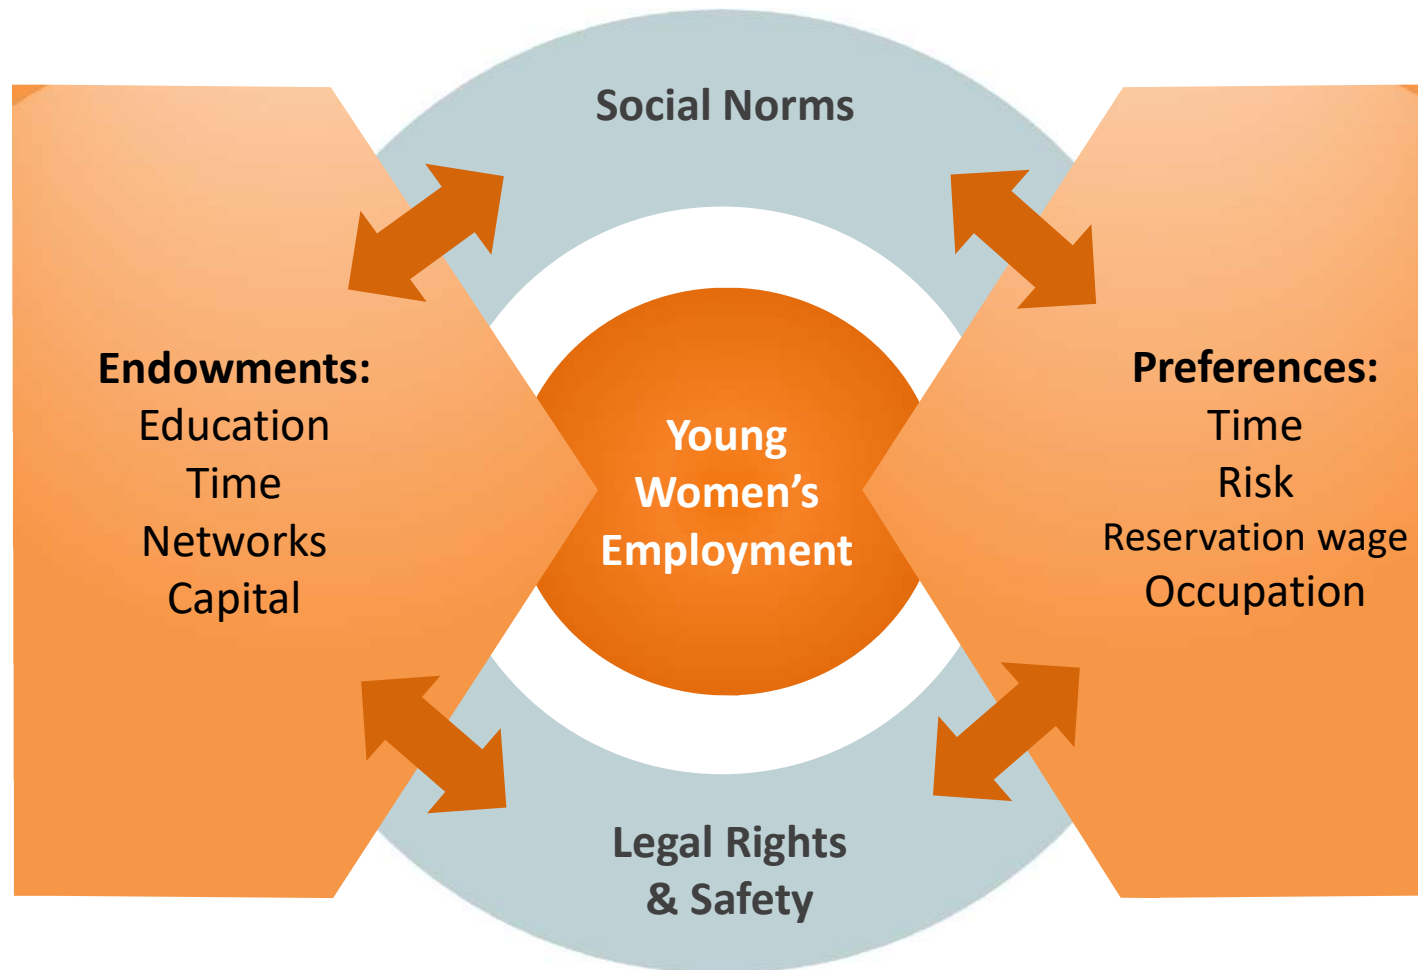 Social Norms
Endowments:
Education
Time
Networks
Capital
Young
Women’s
Employment
Preferences:
Time
Risk
Reservation wage
Occupation
Legal Rights
& Safety